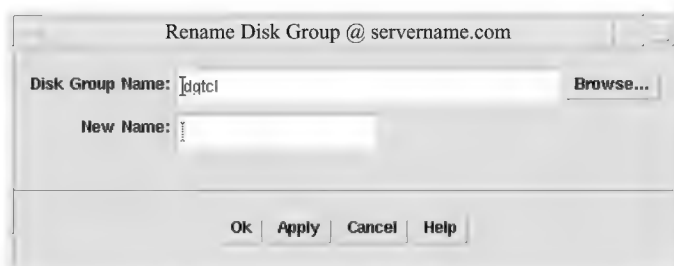 Rename Disk Group @ servername.com
Disk Group Name: dgtcl Browse...
New Name:
Ok Apply Cancel Help